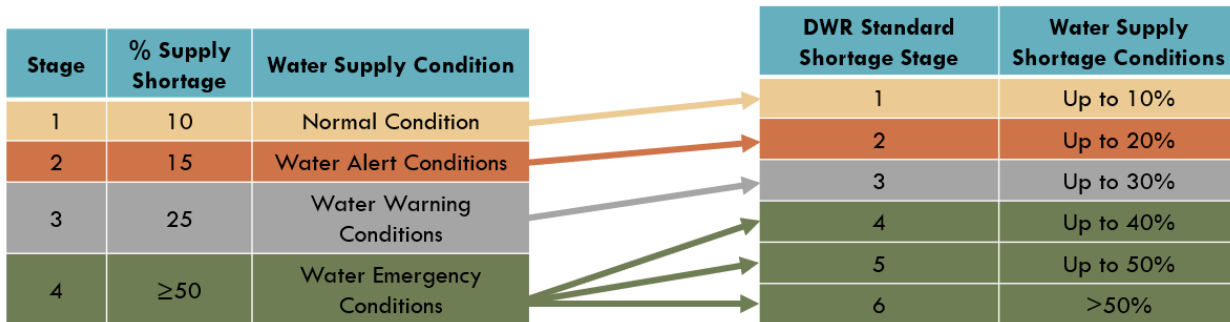 Stage % Supply Shortage Water Supply Condition
1 10 Normal Condition
2 15 Water Alert Conditions
3 25 Water Warning Conditions
4 ≥50 Water Emergency Conditions
DWR Standard Shortage Stage Water Supply Shortage Conditions
1 Up to 10%
2 Up to 20%
3 Up to 30%
4 Up to 40%
5 Up to 50%
6 >50%